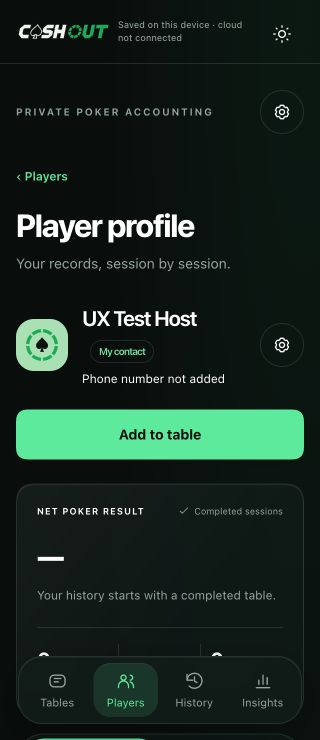 CASHOUT
Saved on this device · cloud
not connected
PRIVATE POKER ACCOUNTING
‹ Players
Player profile
Your records, session by session.
UX Test Host
My contact
Phone number not added
Add to table
NET POKER RESULT
Completed sessions
—
Your history starts with a completed table.
Tables
Players
History
Insights